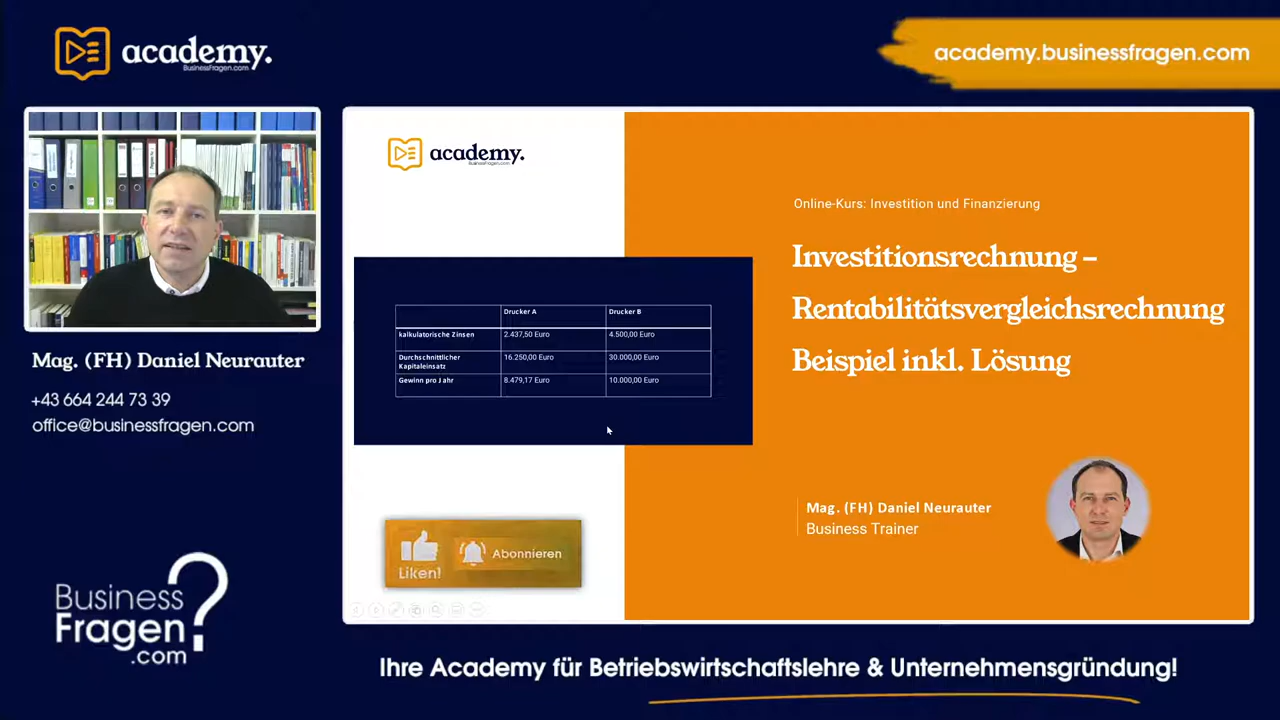 academy.
BusinessFragen.com
academy.businessfragen.com
Mag. (FH) Daniel Neurauter
+43 664 244 73 39
office@businessfragen.com
Business
Fragen
.com
?
academy.
BusinessFragen.com
Drucker A Drucker B
kalkulatorische Zinsen 2.437,50 Euro 4.500,00 Euro
Durchschnittlicher 16.250,00 Euro 30.000,00 Euro
Kapitaleinsatz
Gewinn pro Jahr 8.479,17 Euro 10.000,00 Euro
Liken!
Abonnieren
Online-Kurs: Investition und Finanzierung
Investitionsrechnung –
Rentabilitätsvergleichsrechnung
Beispiel inkl. Lösung
Mag. (FH) Daniel Neurauter
Business Trainer
Ihre Academy für Betriebswirtschaftslehre & Unternehmensgründung!